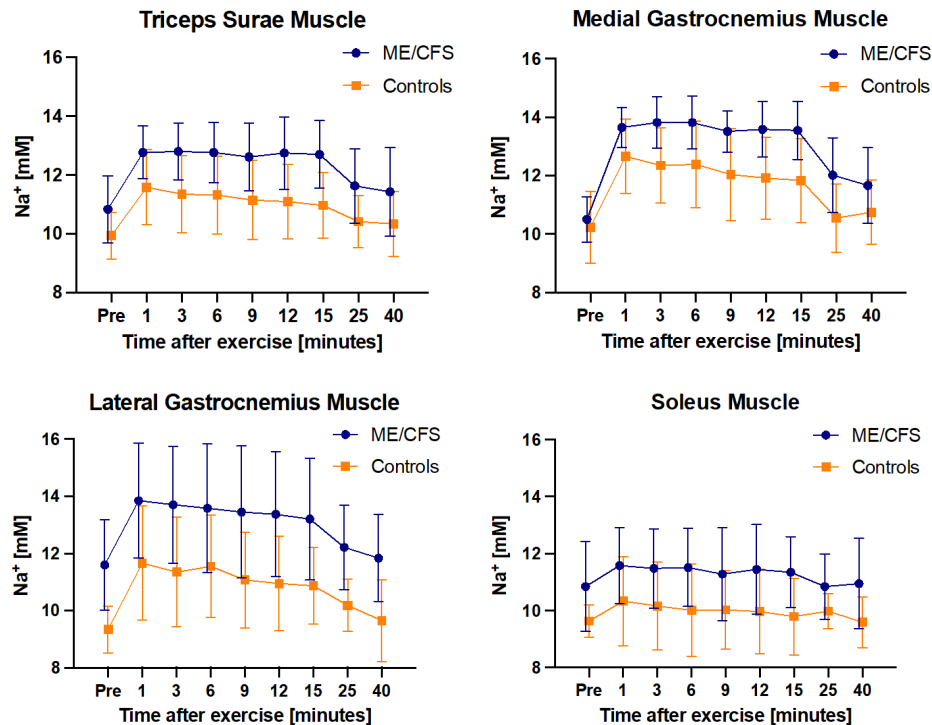 Triceps Surae Muscle
ME/CFS
Controls
16
14
12
10
8
Na⁺ [mM]
Pre 1 3 6 9 12 15 25 40
Time after exercise [minutes]
Medial Gastrocnemius Muscle
ME/CFS
Controls
16
14
12
10
8
Na⁺ [mM]
Pre 1 3 6 9 12 15 25 40
Time after exercise [minutes]
Lateral Gastrocnemius Muscle
ME/CFS
Controls
16
14
12
10
8
Na⁺ [mM]
Pre 1 3 6 9 12 15 25 40
Time after exercise [minutes]
Soleus Muscle
ME/CFS
Controls
16
14
12
10
8
Na⁺ [mM]
Pre 1 3 6 9 12 15 25 40
Time after exercise [minutes]